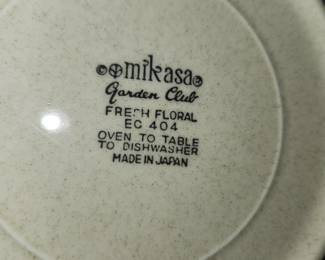 mikasa
Garden Club
FRESH FLORAL
EC 404
OVEN TO TABLE
TO DISHWASHER
MADE IN JAPAN